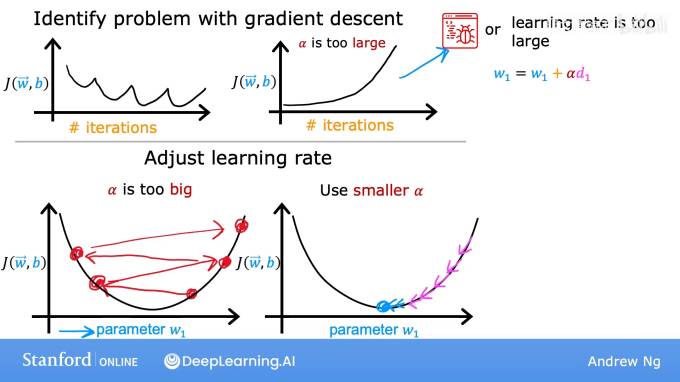 Identify problem with gradient descent
α is too large
or learning rate is too
large
J(w⃗, b)
J(w⃗, b)
w₁ = w₁ + αd₁
# iterations
# iterations
Adjust learning rate
α is too big
Use smaller α
J(w⃗, b)
J(w⃗, b)
parameter w₁
parameter w₁
Stanford ONLINE
DeepLearning.AI
Andrew Ng